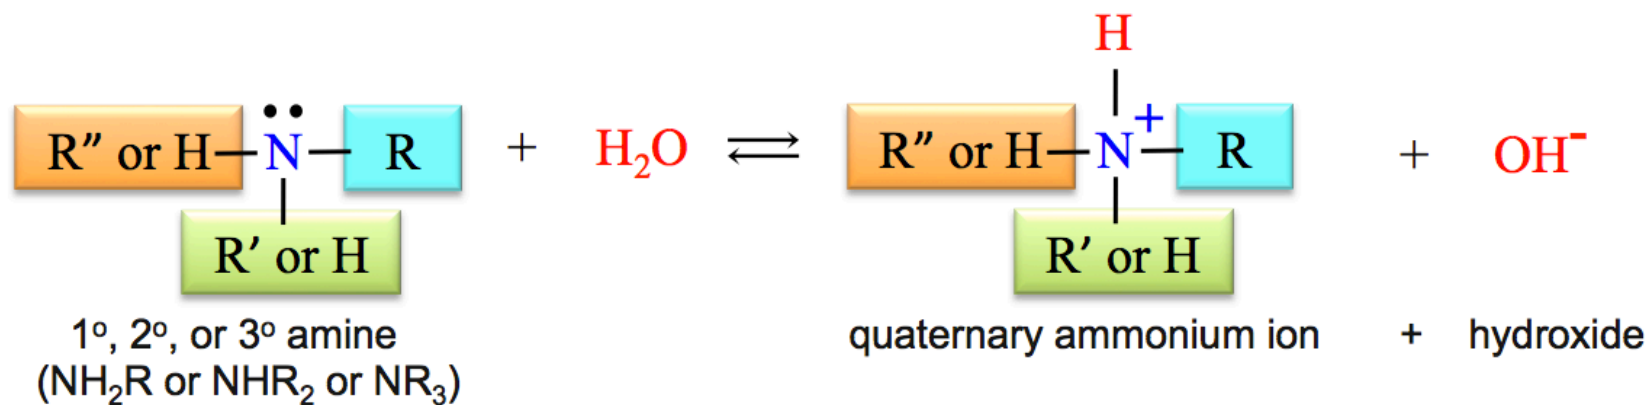 H
R″ or H–N̈–R + H₂O ⇌ R″ or H–N⁺–R + OH⁻
R′ or H R′ or H
1º, 2º, or 3º amine quaternary ammonium ion + hydroxide
(NH₂R or NHR₂ or NR₃)